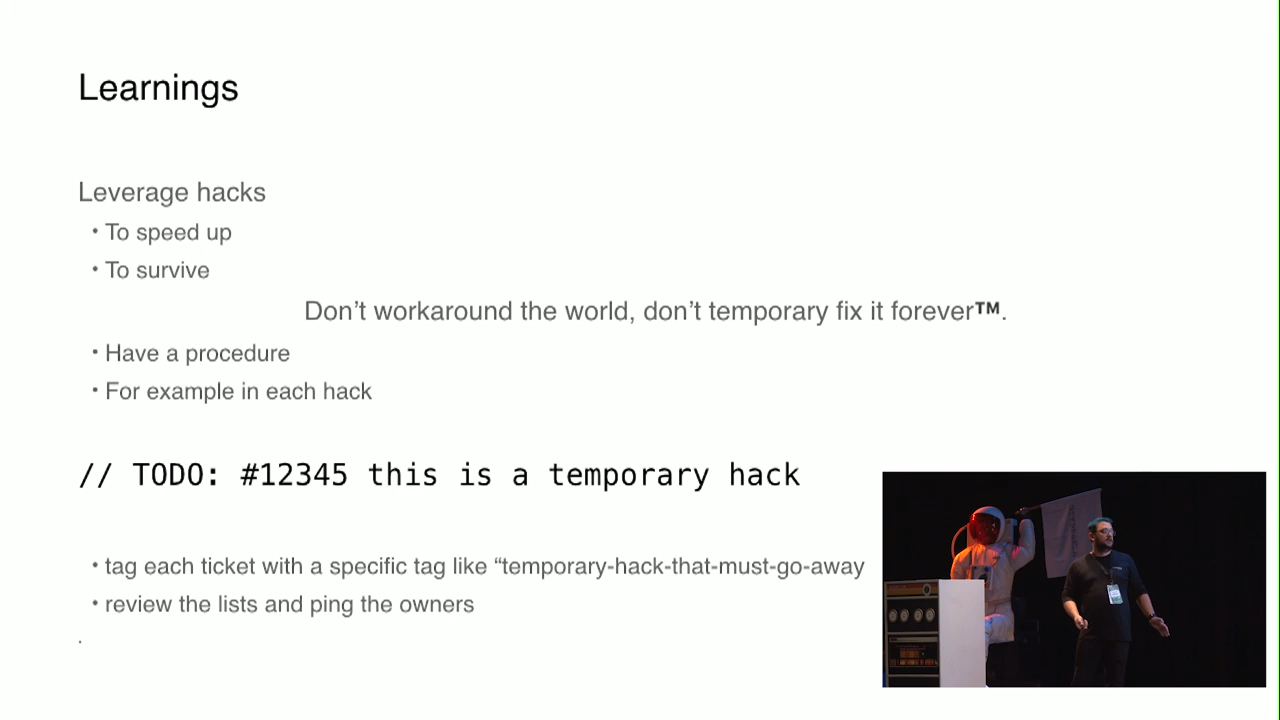 Learnings
Leverage hacks
• To speed up
• To survive
Don’t workaround the world, don’t temporary fix it forever™.
• Have a procedure
• For example in each hack
// TODO: #12345 this is a temporary hack
• tag each ticket with a specific tag like “temporary-hack-that-must-go-away
• review the lists and ping the owners
.